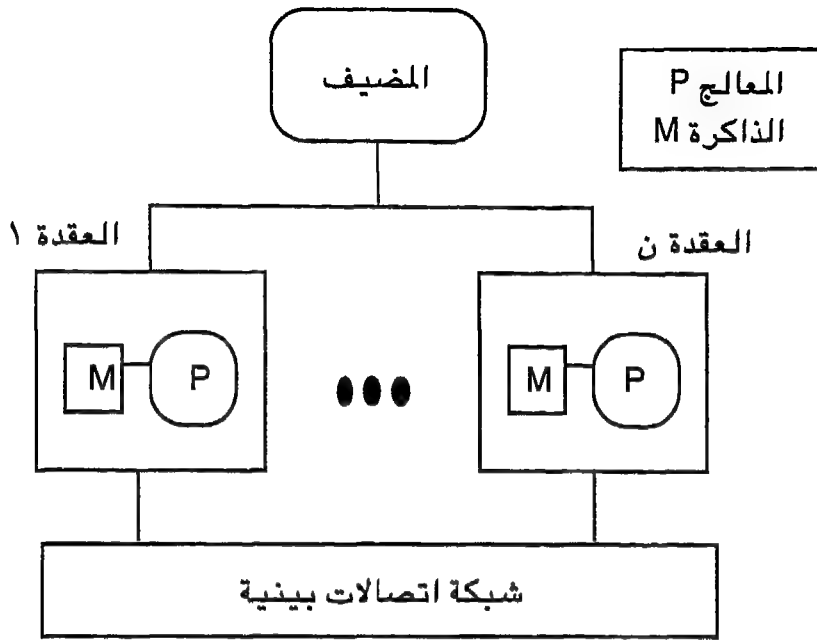 المضيف
المعالج P
الذاكرة M
العقدة ١
العقدة ن
M
P
M
P
شبكة اتصالات بينية